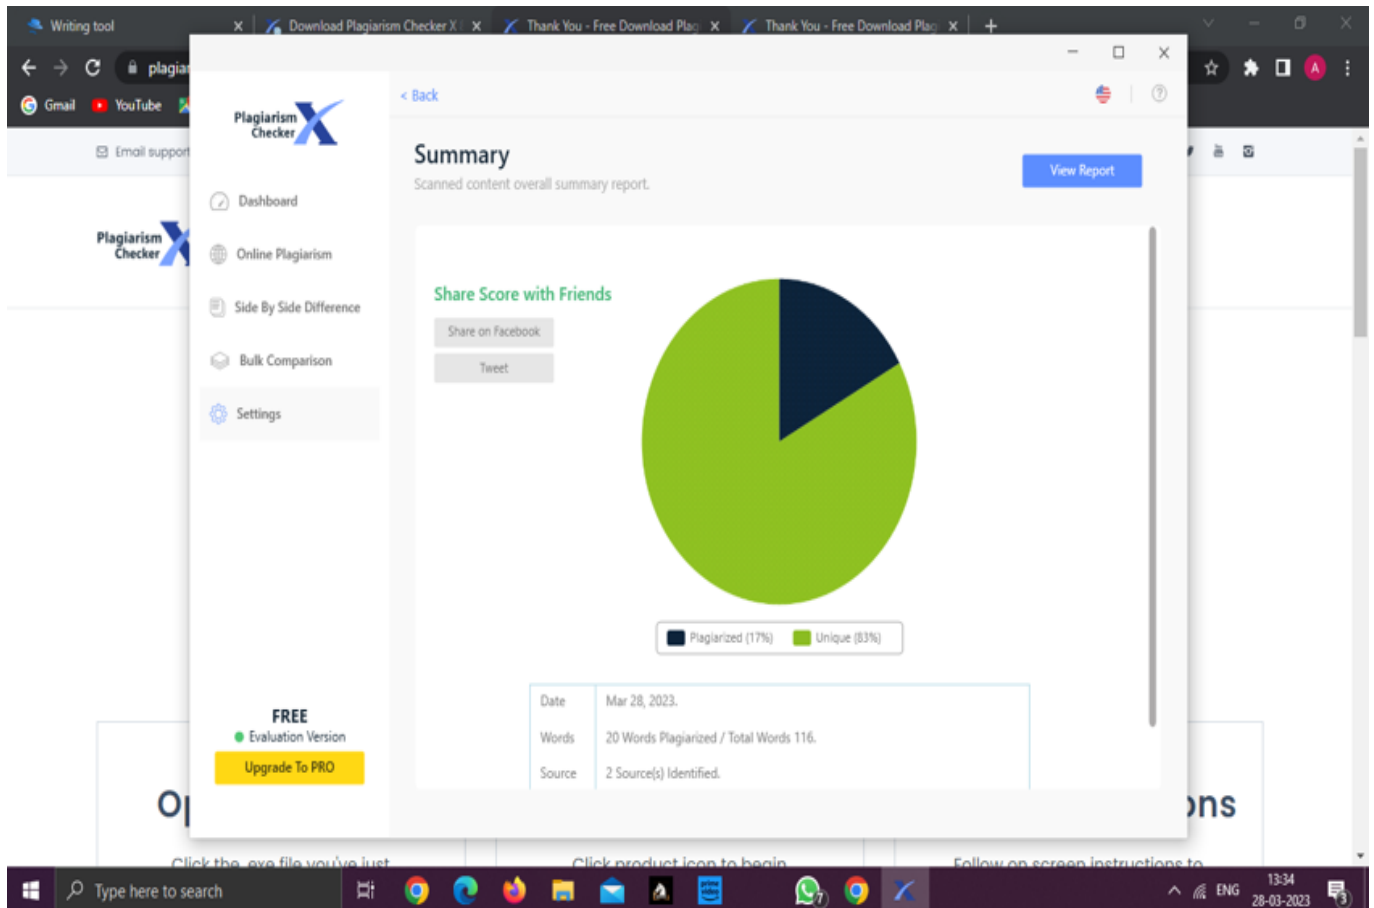 Writing tool
Download Plagiarism Checker X
Thank You - Free Download Plag
Thank You - Free Download Plag
plagiar
Gmail
YouTube
A
Email support
Plagiarism
Checker
Plagiarism
Checker
Dashboard
Online Plagiarism
Side By Side Difference
Bulk Comparison
Settings
FREE
Evaluation Version
Upgrade To PRO
< Back
Summary
Scanned content overall summary report.
View Report
Share Score with Friends
Share on Facebook
Tweet
Plagiarized (17%)
Unique (83%)
Date Mar 28, 2023.
Words 20 Words Plagiarized / Total Words 116.
Source 2 Source(s) Identified.
ons
Click the .exe file you've just
Click product icon to begin
Follow on screen instructions to
Type here to search
prime video
7
ENG
13:34
28-03-2023
3